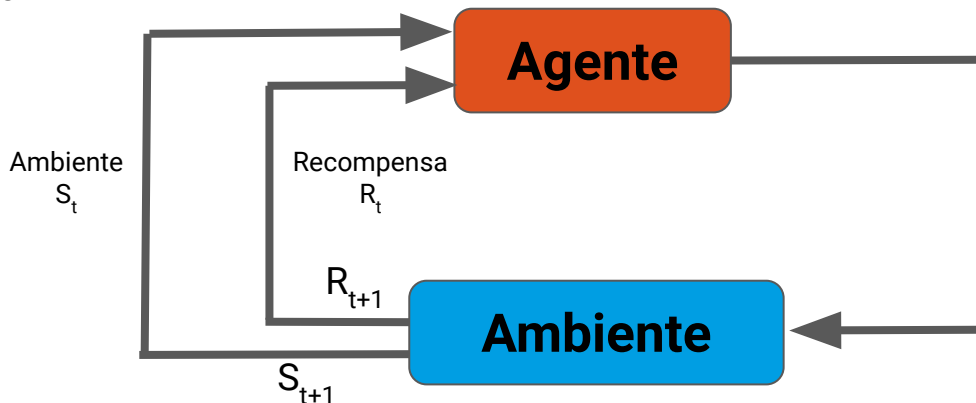 Agente
Ambiente
S_t
Recompensa
R_t
R_t+1
Ambiente
S_t+1